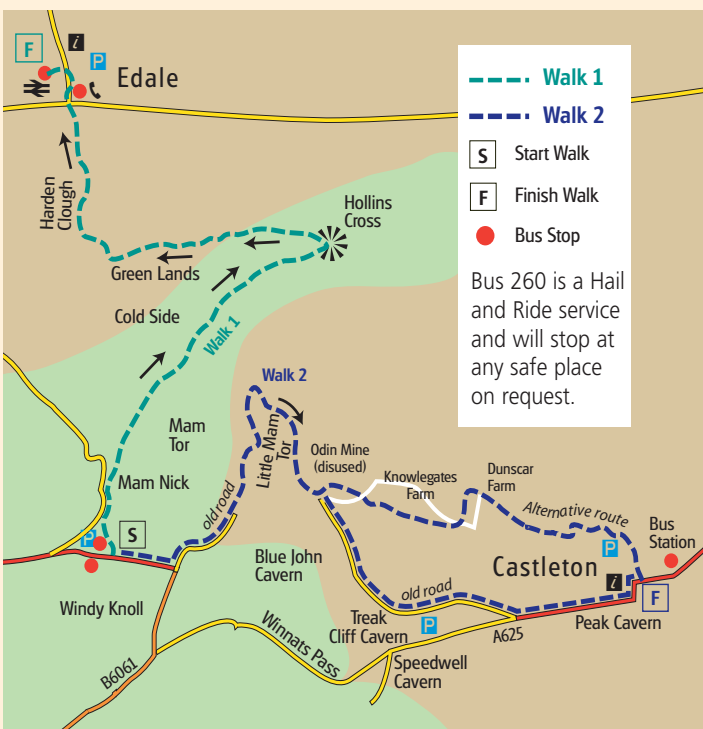 F
i
P
Edale
Harden
Clough
Hollins
Cross
Green Lands
Cold Side
Walk 1
Walk 2
Mam
Tor
Little Mam
Tor
Mam Nick
old road
Odin Mine
(disused)
Knowlegates
Farm
Dunscar
Farm
Alternative route
P
S
Bus
Station
P
Blue John
Cavern
Castleton
i
F
Windy Knoll
old road
Treak
Cliff Cavern
P
Peak Cavern
A625
Winnats Pass
Speedwell
Cavern
B6061
Walk 1
Walk 2
S Start Walk
F Finish Walk
Bus Stop
Bus 260 is a Hail
and Ride service
and will stop at
any safe place
on request.